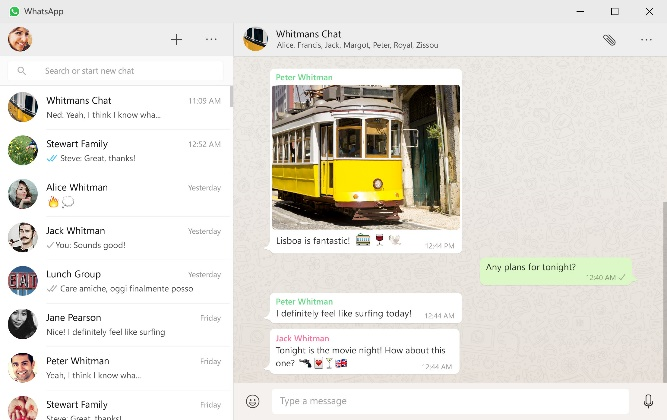 WhatsApp
Search or start new chat
Whitmans Chat 11:09 AM
Ned: Yeah, I think I know wha...
Stewart Family 12:52 AM
Steve: Great, thanks!
Alice Whitman Yesterday
Jack Whitman Yesterday
You: Sounds good!
Lunch Group Yesterday
Care amiche, oggi finalmente posso
Jane Pearson Friday
Nice! I definitely feel like surfing
Peter Whitman Friday
Yeah, I think I know wha...
Stewart Family Friday
Steve: Great, thanks!
Whitmans Chat
Alice, Francis, Jack, Margot, Peter, Royal, Zissou
Peter Whitman
Lisboa is fantastic!
12:44 PM
Any plans for tonight?
12:40 AM
Peter Whitman
I definitely feel like surfing today! 12:44 AM
Jack Whitman
Tonight is the movie night! How about this
one?
12:44 AM
Type a message